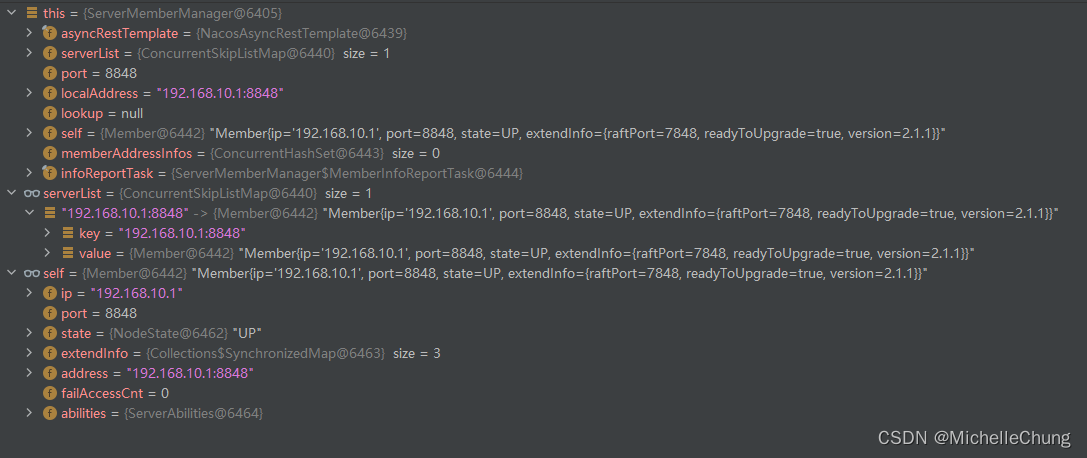 this = {ServerMemberManager@6405}
asyncRestTemplate = {NacosAsyncRestTemplate@6439}
serverList = {ConcurrentSkipListMap@6440} size = 1
port = 8848
localAddress = "192.168.10.1:8848"
lookup = null
self = {Member@6442} "Member{ip='192.168.10.1', port=8848, state=UP, extendInfo={raftPort=7848, readyToUpgrade=true, version=2.1.1}}"
memberAddressInfos = {ConcurrentHashSet@6443} size = 0
infoReportTask = {ServerMemberManager$MemberInfoReportTask@6444}
serverList = {ConcurrentSkipListMap@6440} size = 1
"192.168.10.1:8848" -> {Member@6442} "Member{ip='192.168.10.1', port=8848, state=UP, extendInfo={raftPort=7848, readyToUpgrade=true, version=2.1.1}}"
key = "192.168.10.1:8848"
value = {Member@6442} "Member{ip='192.168.10.1', port=8848, state=UP, extendInfo={raftPort=7848, readyToUpgrade=true, version=2.1.1}}"
self = {Member@6442} "Member{ip='192.168.10.1', port=8848, state=UP, extendInfo={raftPort=7848, readyToUpgrade=true, version=2.1.1}}"
ip = "192.168.10.1"
port = 8848
state = {NodeState@6462} "UP"
extendInfo = {Collections$SynchronizedMap@6463} size = 3
address = "192.168.10.1:8848"
failAccessCnt = 0
abilities = {ServerAbilities@6464}
CSDN @MichelleChung